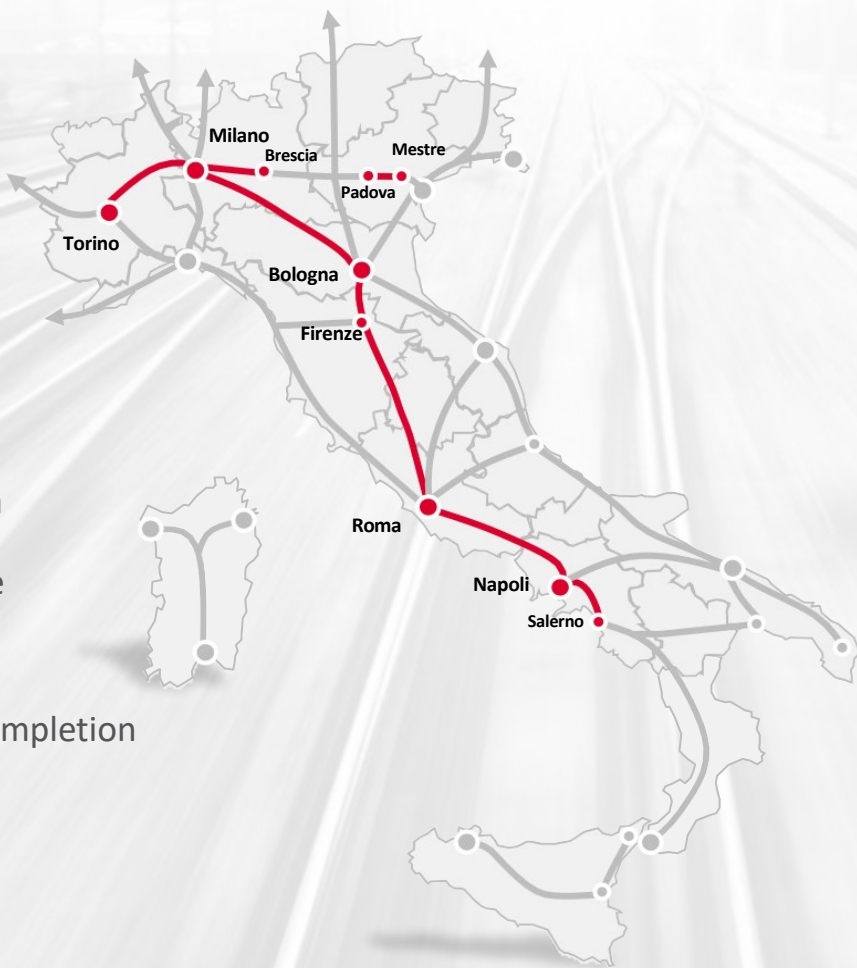 Milano
Brescia
Mestre
Padova
Torino
Bologna
Firenze
Roma
Napoli
Salerno
mpletion